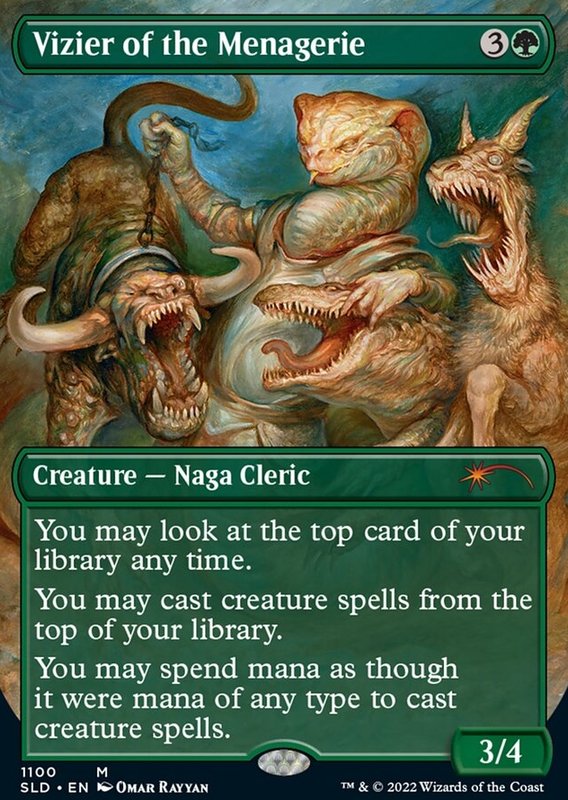 Vizier of the Menagerie 3
Creature — Naga Cleric
You may look at the top card of your
library any time.
You may cast creature spells from the
top of your library.
You may spend mana as though
it were mana of any type to cast
creature spells.
3/4
1100 M
SLD • EN Omar Rayyan
™ & © 2022 Wizards of the Coast